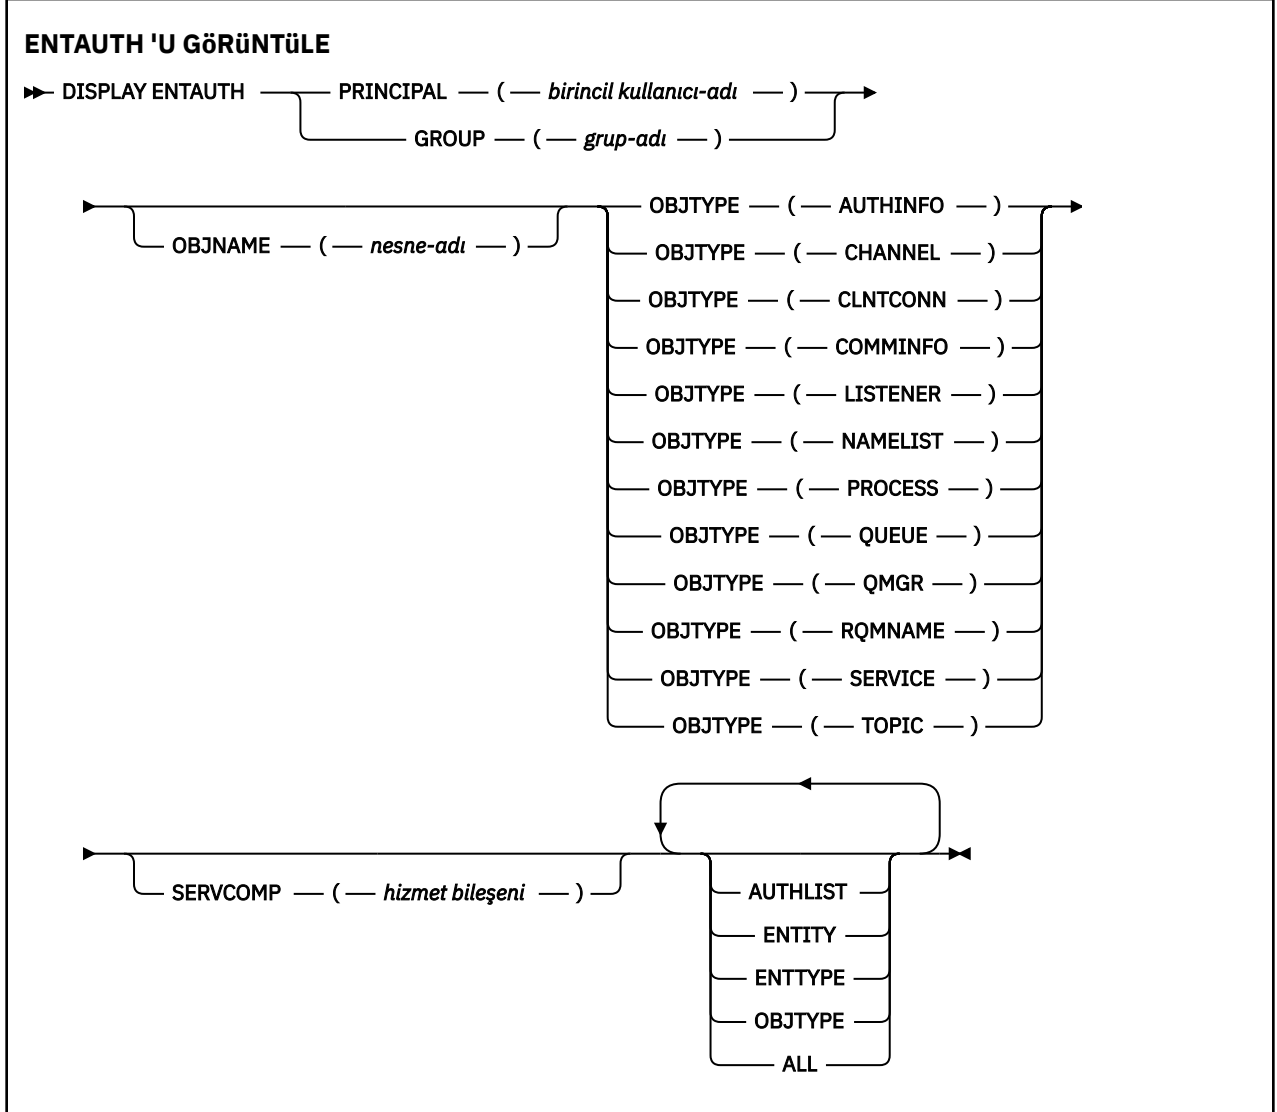 ENTAUTH 'U GöRüNTüLE
DISPLAY ENTAUTH PRINCIPAL ( birincil kullanıcı-adı )
GROUP ( grup-adı )
OBJTYPE ( AUTHINFO )
OBJNAME ( nesne-adı )
OBJTYPE ( CHANNEL )
OBJTYPE ( CLNTCONN )
OBJTYPE ( COMMINFO )
OBJTYPE ( LISTENER )
OBJTYPE ( NAMELIST )
OBJTYPE ( PROCESS )
OBJTYPE ( QUEUE )
OBJTYPE ( QMGR )
OBJTYPE ( RQMNAME )
OBJTYPE ( SERVICE )
OBJTYPE ( TOPIC )
SERVCOMP ( hizmet bileşeni )
AUTHLIST
ENTITY
ENTTYPE
OBJTYPE
ALL